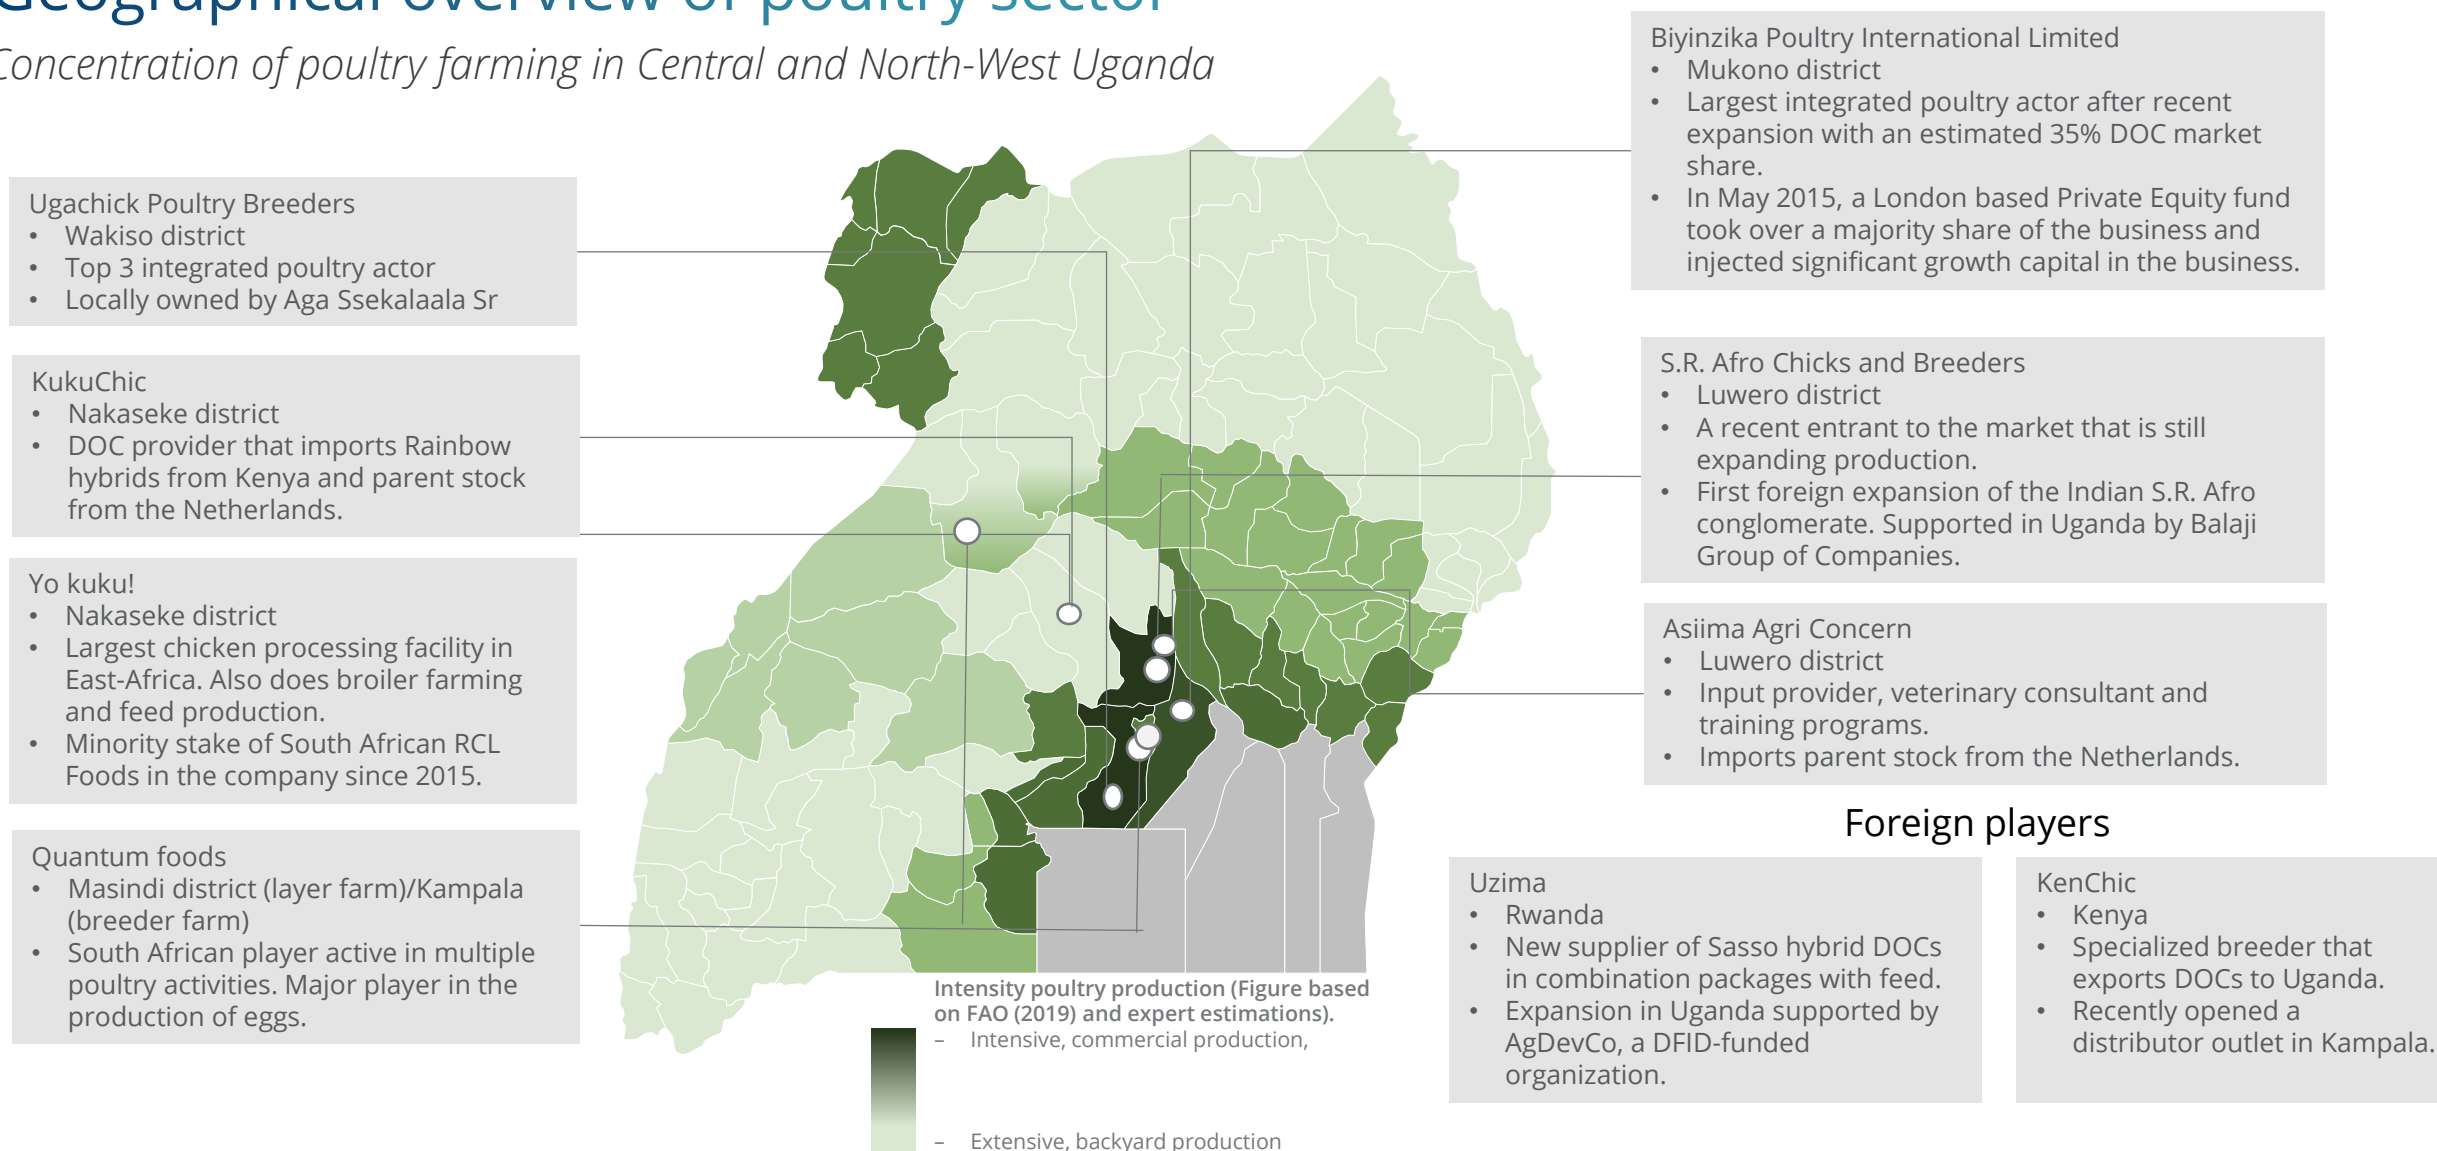 Geographical overview of poultry sector
Concentration of poultry farming in Central and North-West Uganda
Ugachick Poultry Breeders
• Wakiso district
• Top 3 integrated poultry actor
• Locally owned by Aga Ssekalaala Sr
KukuChic
• Nakaseke district
• DOC provider that imports Rainbow
hybrids from Kenya and parent stock
from the Netherlands.
Yo kuku!
• Nakaseke district
• Largest chicken processing facility in
East-Africa. Also does broiler farming
and feed production.
• Minority stake of South African RCL
Foods in the company since 2015.
Quantum foods
• Masindi district (layer farm)/Kampala
(breeder farm)
• South African player active in multiple
poultry activities. Major player in the
production of eggs.
Biyinzika Poultry International Limited
• Mukono district
• Largest integrated poultry actor after recent
expansion with an estimated 35% DOC market
share.
• In May 2015, a London based Private Equity fund
took over a majority share of the business and
injected significant growth capital in the business.
S.R. Afro Chicks and Breeders
• Luwero district
• A recent entrant to the market that is still
expanding production.
• First foreign expansion of the Indian S.R. Afro
conglomerate. Supported in Uganda by Balaji
Group of Companies.
Asiima Agri Concern
• Luwero district
• Input provider, veterinary consultant and
training programs.
• Imports parent stock from the Netherlands.
Foreign players
Uzima
• Rwanda
• New supplier of Sasso hybrid DOCs
in combination packages with feed.
• Expansion in Uganda supported by
AgDevCo, a DFID-funded
organization.
KenChic
• Kenya
• Specialized breeder that
exports DOCs to Uganda.
• Recently opened a
distributor outlet in Kampala.
Intensity poultry production (Figure based
on FAO (2019) and expert estimations).
– Intensive, commercial production,
– Extensive, backyard production